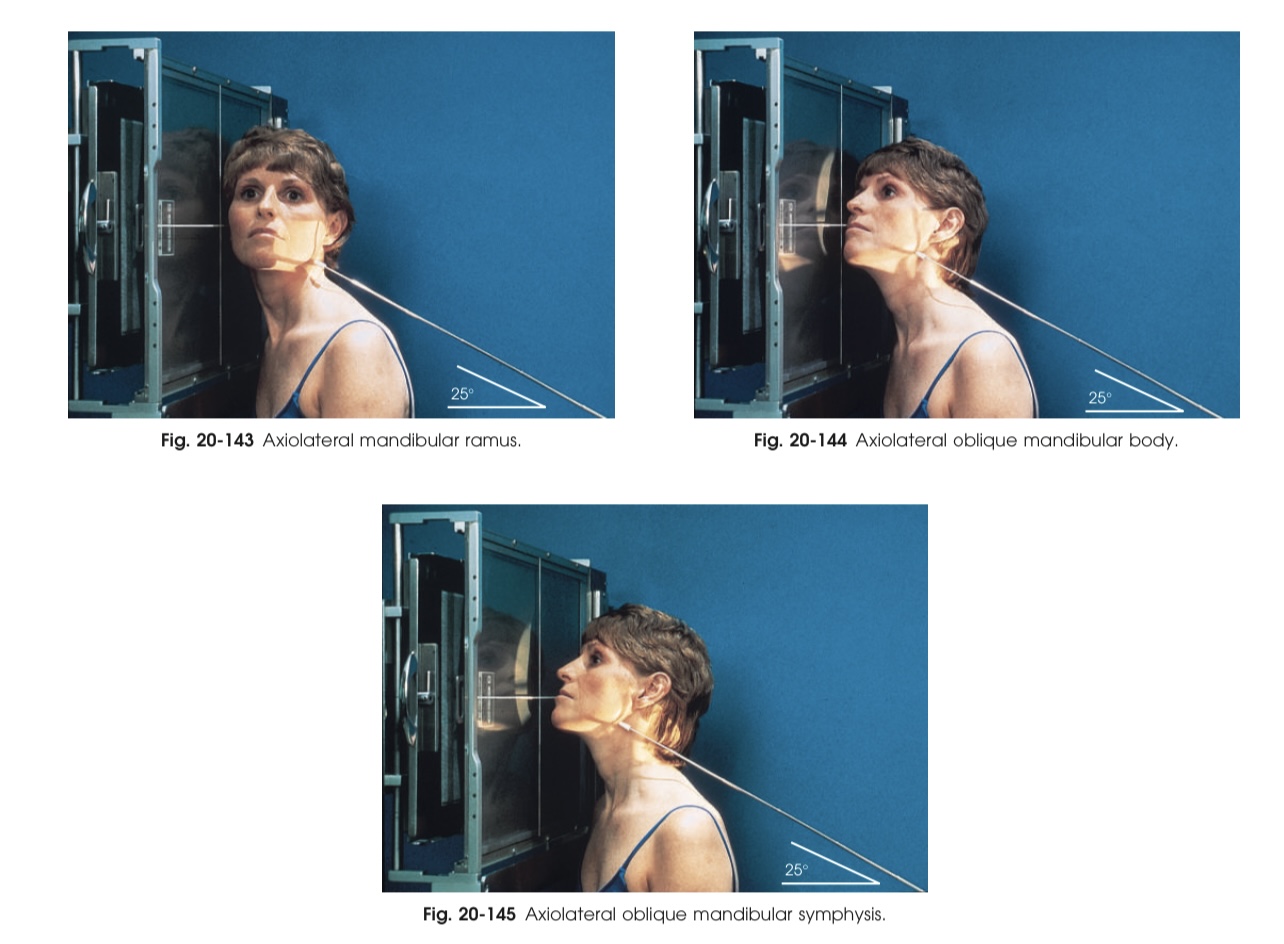 25°
25°
Fig. 20-143 Axiolateral mandibular ramus.
Fig. 20-144 Axiolateral oblique mandibular body.
25°
Fig. 20-145 Axiolateral oblique mandibular symphysis.